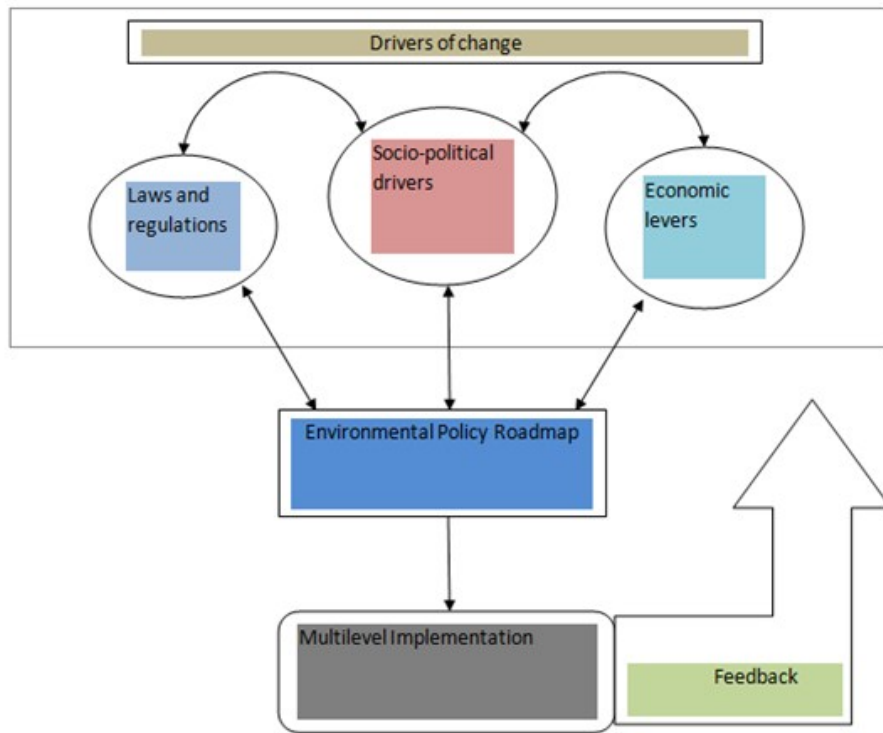 Drivers of change
Laws and
regulations
Socio-political
drivers
Economic
levers
Environmental Policy Roadmap
Multilevel Implementation
Feedback